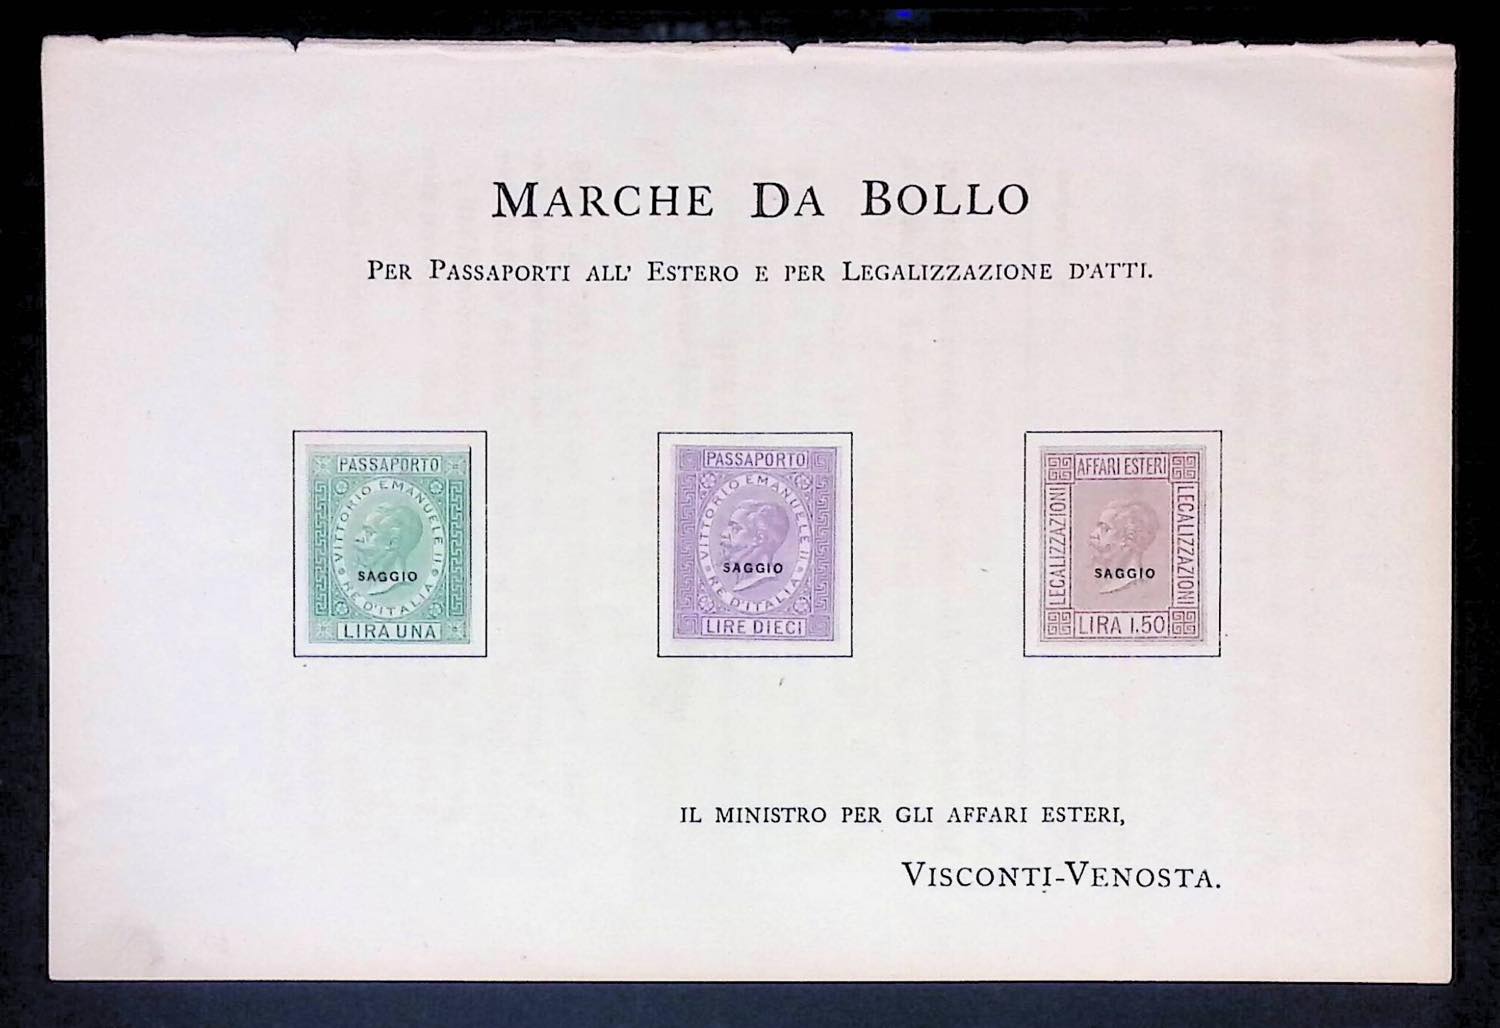 MARCHE DA BOLLO
PER PASSAPORTI ALL' ESTERO E PER LEGALIZZAZIONE D'ATTI.
PASSAPORTO
VITTORIO EMANUELE II
RE D'ITALIA
SAGGIO
LIRA UNA
PASSAPORTO
VITTORIO EMANUELE II
RE D'ITALIA
SAGGIO
LIRE DIECI
AFFARI ESTERI
LEGALIZZAZIONI
LEGALIZZAZIONI
SAGGIO
LIRA 1.50
IL MINISTRO PER GLI AFFARI ESTERI,
VISCONTI-VENOSTA.